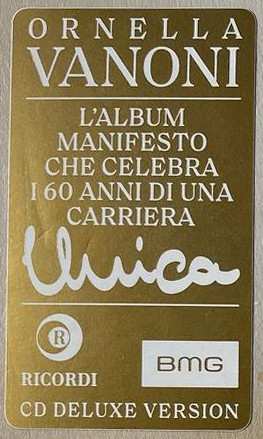 ORNELLA
VANONI
L'ALBUM
MANIFESTO
CHE CELEBRA
I 60 ANNI DI UNA
CARRIERA
Unica
R
RICORDI
BMG
CD DELUXE VERSION